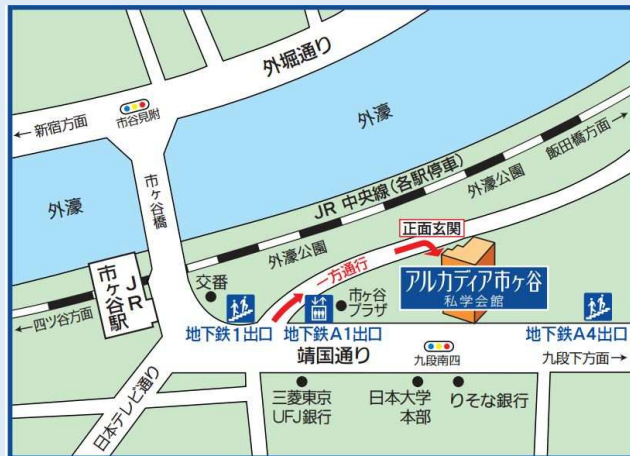 外堀通り
← 新宿方面
市谷見附
外濠
飯田橋方面 →
外濠
市ヶ谷橋
JR 中央線(各駅停車)
外濠公園
外濠公園
正面玄関
一方通行
アルカディア市ヶ谷
私学会館
JR
市ヶ谷駅
交番
市ヶ谷
プラザ
← 四ツ谷方面
地下鉄1出口
地下鉄A1出口
地下鉄A4出口
靖国通り
九段南四
九段下方面 →
日本テレビ通り
三菱東京
UFJ銀行
日本大学
本部
りそな銀行